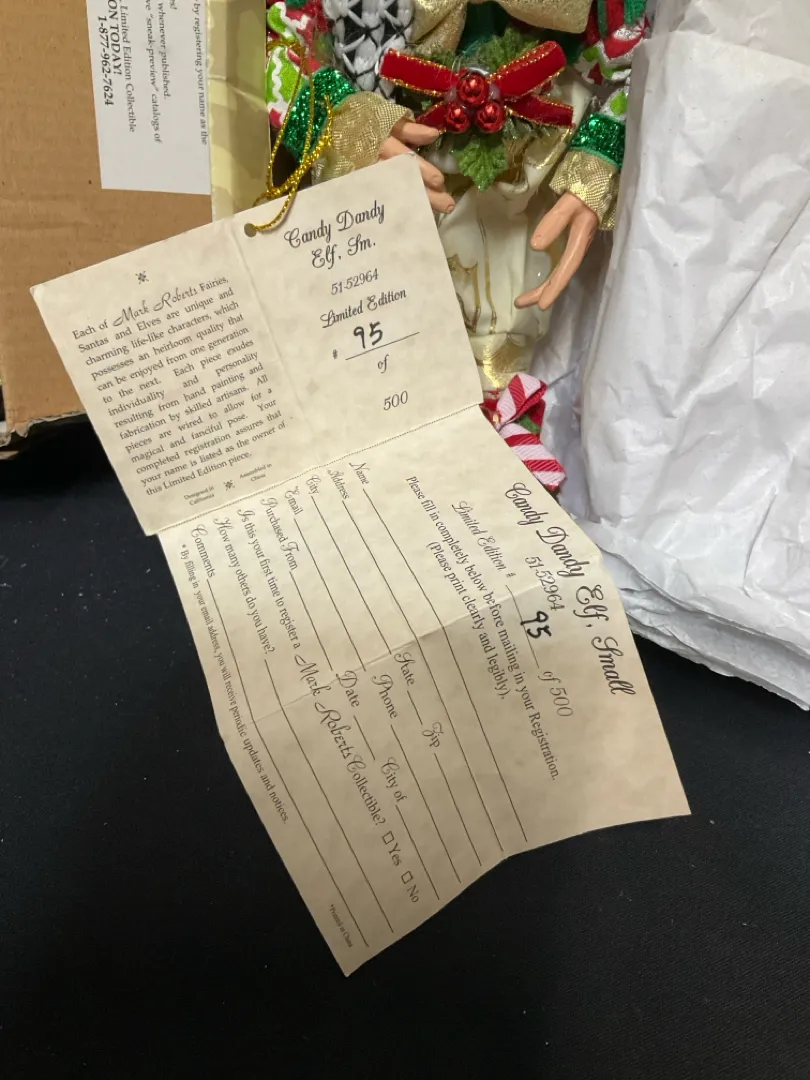 by registering your name as the
whenever published.
ve "sneak-preview" catalogs of
Limited Edition Collectible
ON TODAY!
1-877-962-7624
Candy Dandy
Elf, Sm.
51-52964
Limited Edition
# 95
of
500
Each of Mark Roberts Fairies,
Santas and Elves are unique and
charming life-like characters, which
possesses an heirloom quality that
can be enjoyed from one generation
to the next. Each piece exudes
individuality and personality
resulting from hand painting and
fabrication by skilled artisans. All
pieces are wired to allow for a
magical and fanciful pose. Your
completed registration assures that
your name is listed as the owner of
this Limited Edition piece.
Designed in
California
Assembled in
China
Candy Dandy Elf, Small
51-52964
Limited Edition # 95 of 500
Please fill in completely below before mailing in your Registration.
(Please print clearly and legibly).
Name
Address
City State Zip
Email Phone
Purchased From Date City of
Is this your first time to register a Mark Roberts Collectible? Yes No
How many others do you have?
Comments
* By filling in your email address, you will receive periodic updates and notices.
*Printed in China